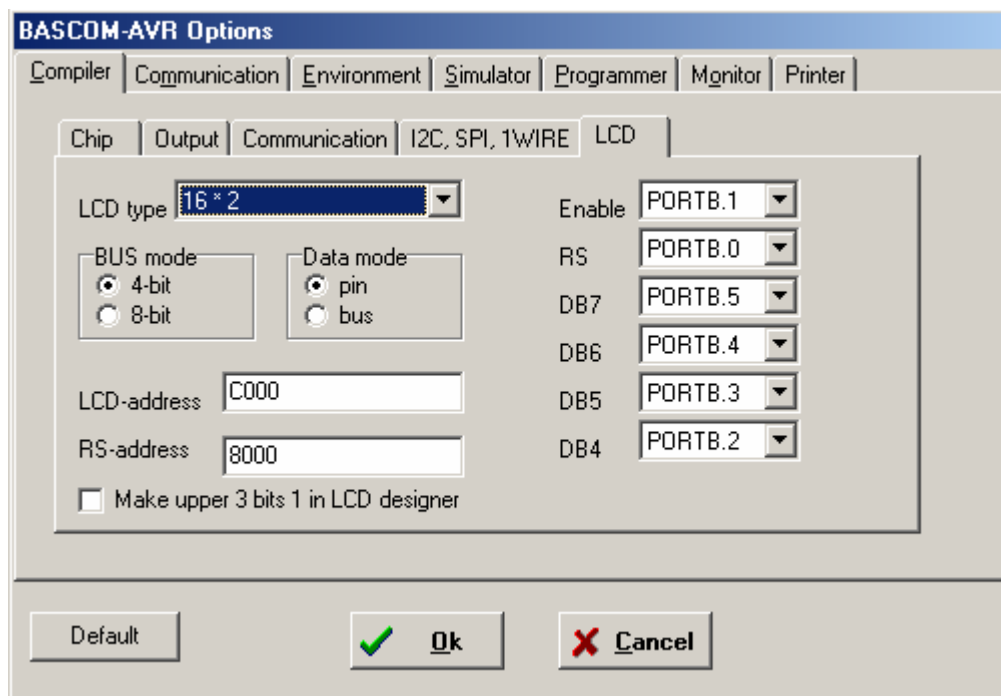 BASCOM-AVR Options
Compiler Communication Environment Simulator Programmer Monitor Printer
Chip Output Communication I2C, SPI, 1WIRE LCD
LCD type 16 * 2
BUS mode
4-bit
8-bit
Data mode
pin
bus
LCD-address C000
RS-address 8000
Make upper 3 bits 1 in LCD designer
Enable PORTB.1
RS PORTB.0
DB7 PORTB.5
DB6 PORTB.4
DB5 PORTB.3
DB4 PORTB.2
Default Ok Cancel